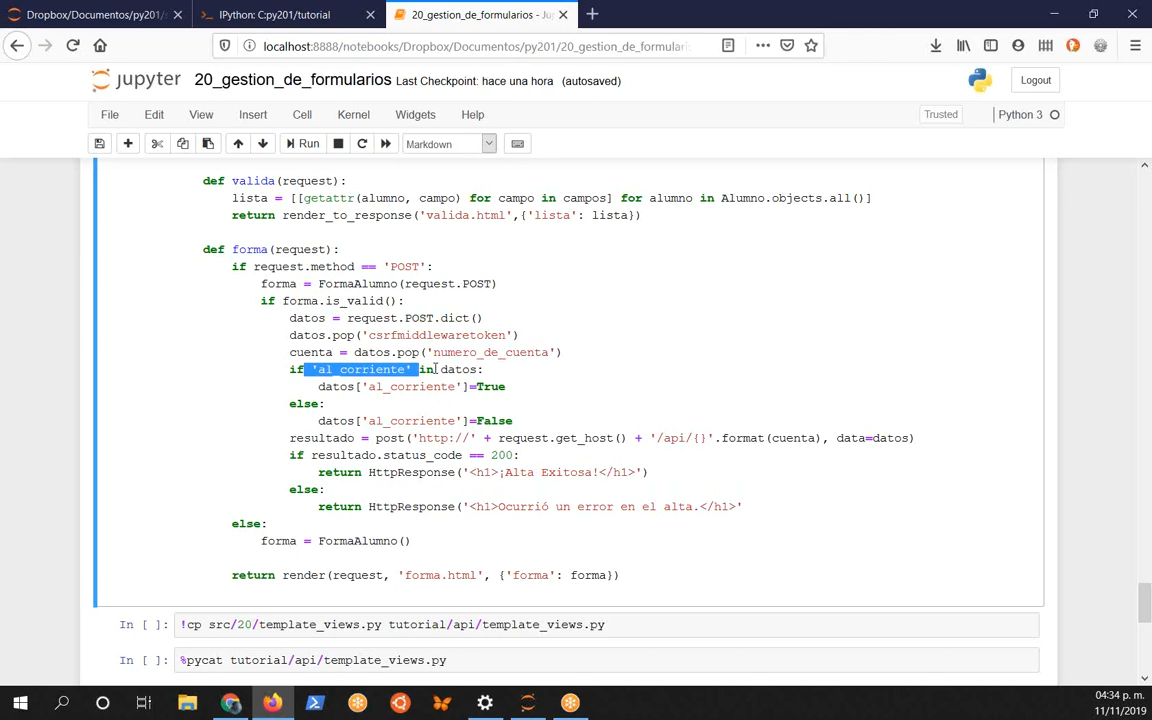 Dropbox/Documentos/py201/
IPython: C:py201/tutorial
20_gestion_de_formularios - Ju
localhost:8888/notebooks/Dropbox/Documentos/py201/20_gestion_de_formulari
jupyter 20_gestion_de_formularios Last Checkpoint: hace una hora (autosaved)
Logout
File Edit View Insert Cell Kernel Widgets Help
Trusted Python 3
Run Markdown
def valida(request):
lista = [[getattr(alumno, campo) for campo in campos] for alumno in Alumno.objects.all()]
return render_to_response('valida.html',{'lista': lista})
def forma(request):
if request.method == 'POST':
forma = FormaAlumno(request.POST)
if forma.is_valid():
datos = request.POST.dict()
datos.pop('csrfmiddlewaretoken')
cuenta = datos.pop('numero_de_cuenta')
if 'al_corriente' in datos:
datos['al_corriente']=True
else:
datos['al_corriente']=False
resultado = post('http://' + request.get_host() + '/api/{}'.format(cuenta), data=datos)
if resultado.status_code == 200:
return HttpResponse('<h1>¡Alta Exitosa!</h1>')
else:
return HttpResponse('<h1>Ocurrió un error en el alta.</h1>'
else:
forma = FormaAlumno()
return render(request, 'forma.html', {'forma': forma})
In [ ]: !cp src/20/template_views.py tutorial/api/template_views.py
In [ ]: %pycat tutorial/api/template_views.py
04:34 p. m.
11/11/2019